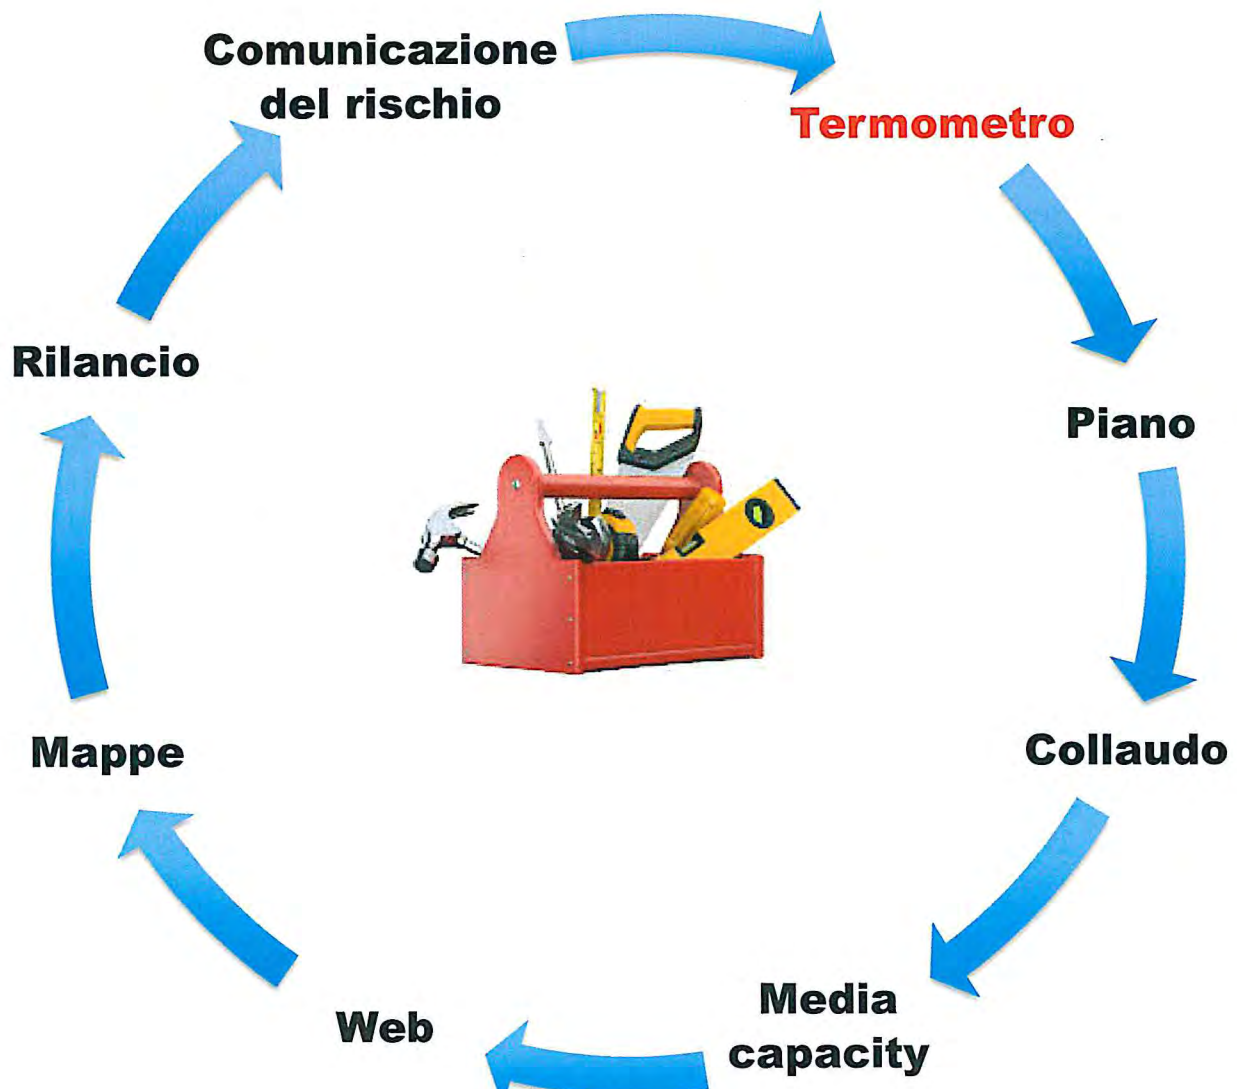 Comunicazione
del rischio
Termometro
Piano
Collaudo
Media
capacity
Web
Mappe
Rilancio